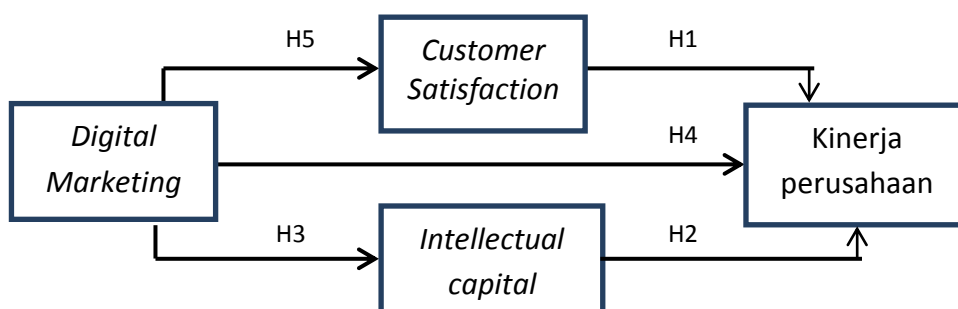 H5
Customer
Satisfaction
H1
Digital
Marketing
H4
Kinerja
perusahaan
H3
Intellectual
capital
H2